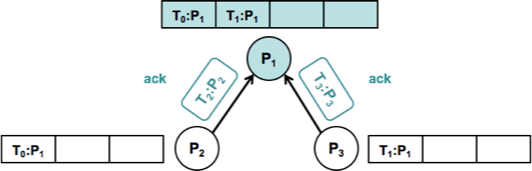 T₀:P₁ T₁:P₁
P₁
ack
T₂:P₂
T₃:P₃
ack
T₀:P₁
P₂
P₃
T₁:P₁